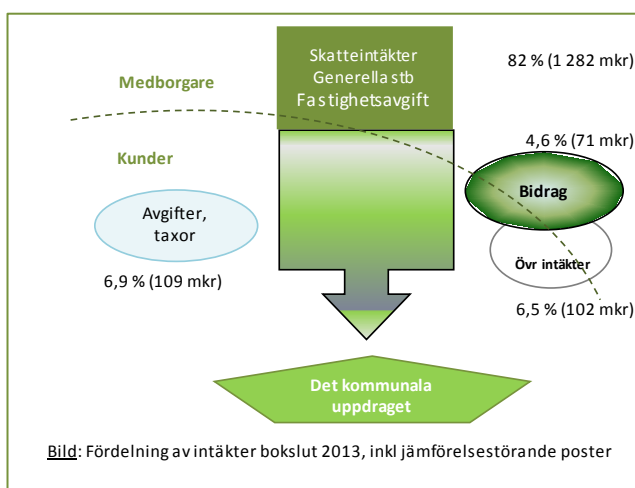 Skatteintäkter
Generella stb
Fastighetsavgift
82 % (1 282 mkr)
Medborgare
4,6 % (71 mkr)
Kunder
Bidrag
Avgifter,
taxor
Övr intäkter
6,9 % (109 mkr)
6,5 % (102 mkr)
Det kommunala
uppdraget
Bild: Fördelning av intäkter bokslut 2013, inkl jämförelsestörande poster